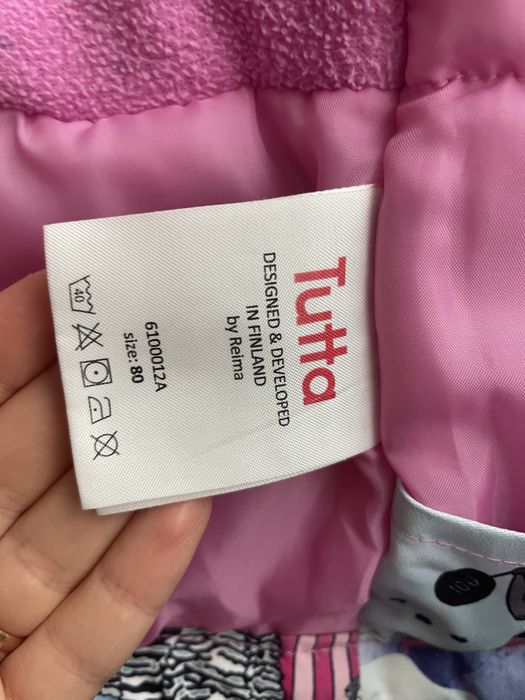 Tutta
DESIGNED & DEVELOPED
IN FINLAND
by Reima
6100012A
size: 80
40